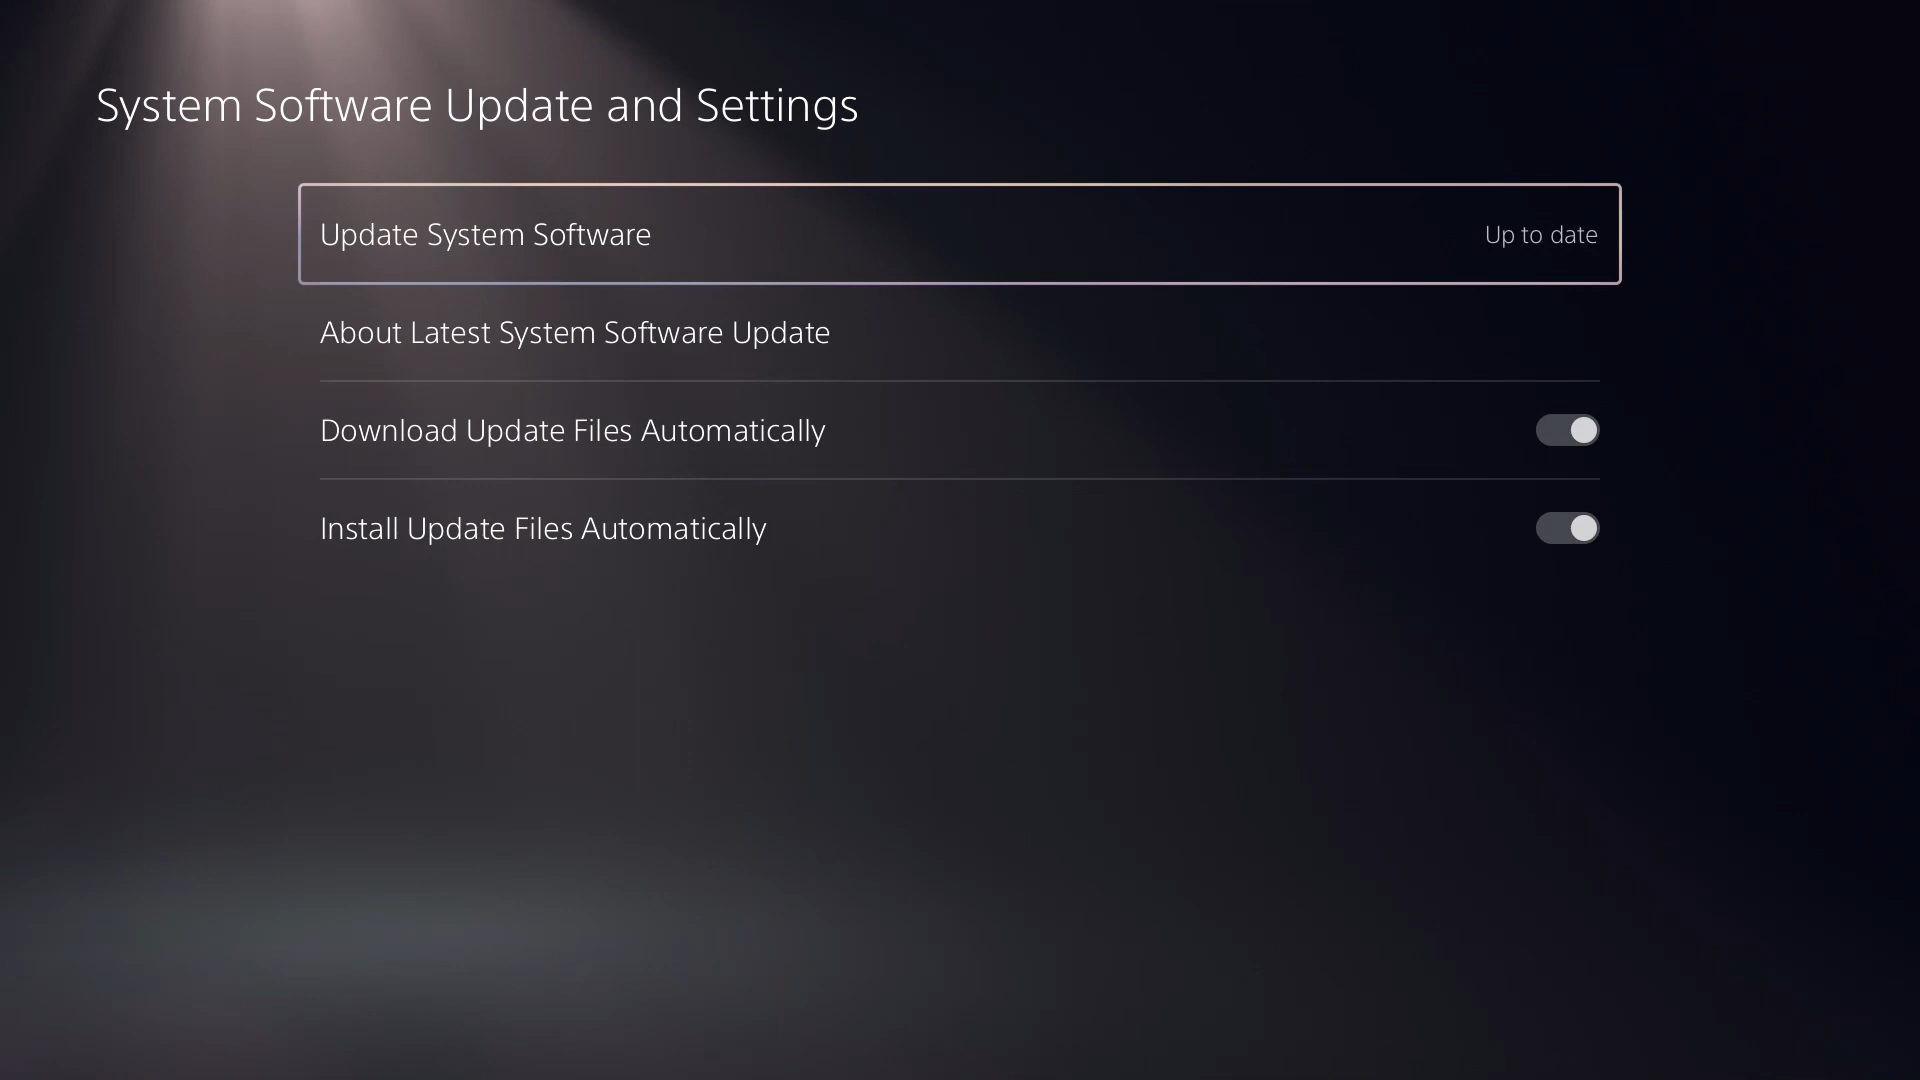 System Software Update and Settings
Update System Software
Up to date
About Latest System Software Update
Download Update Files Automatically
Install Update Files Automatically